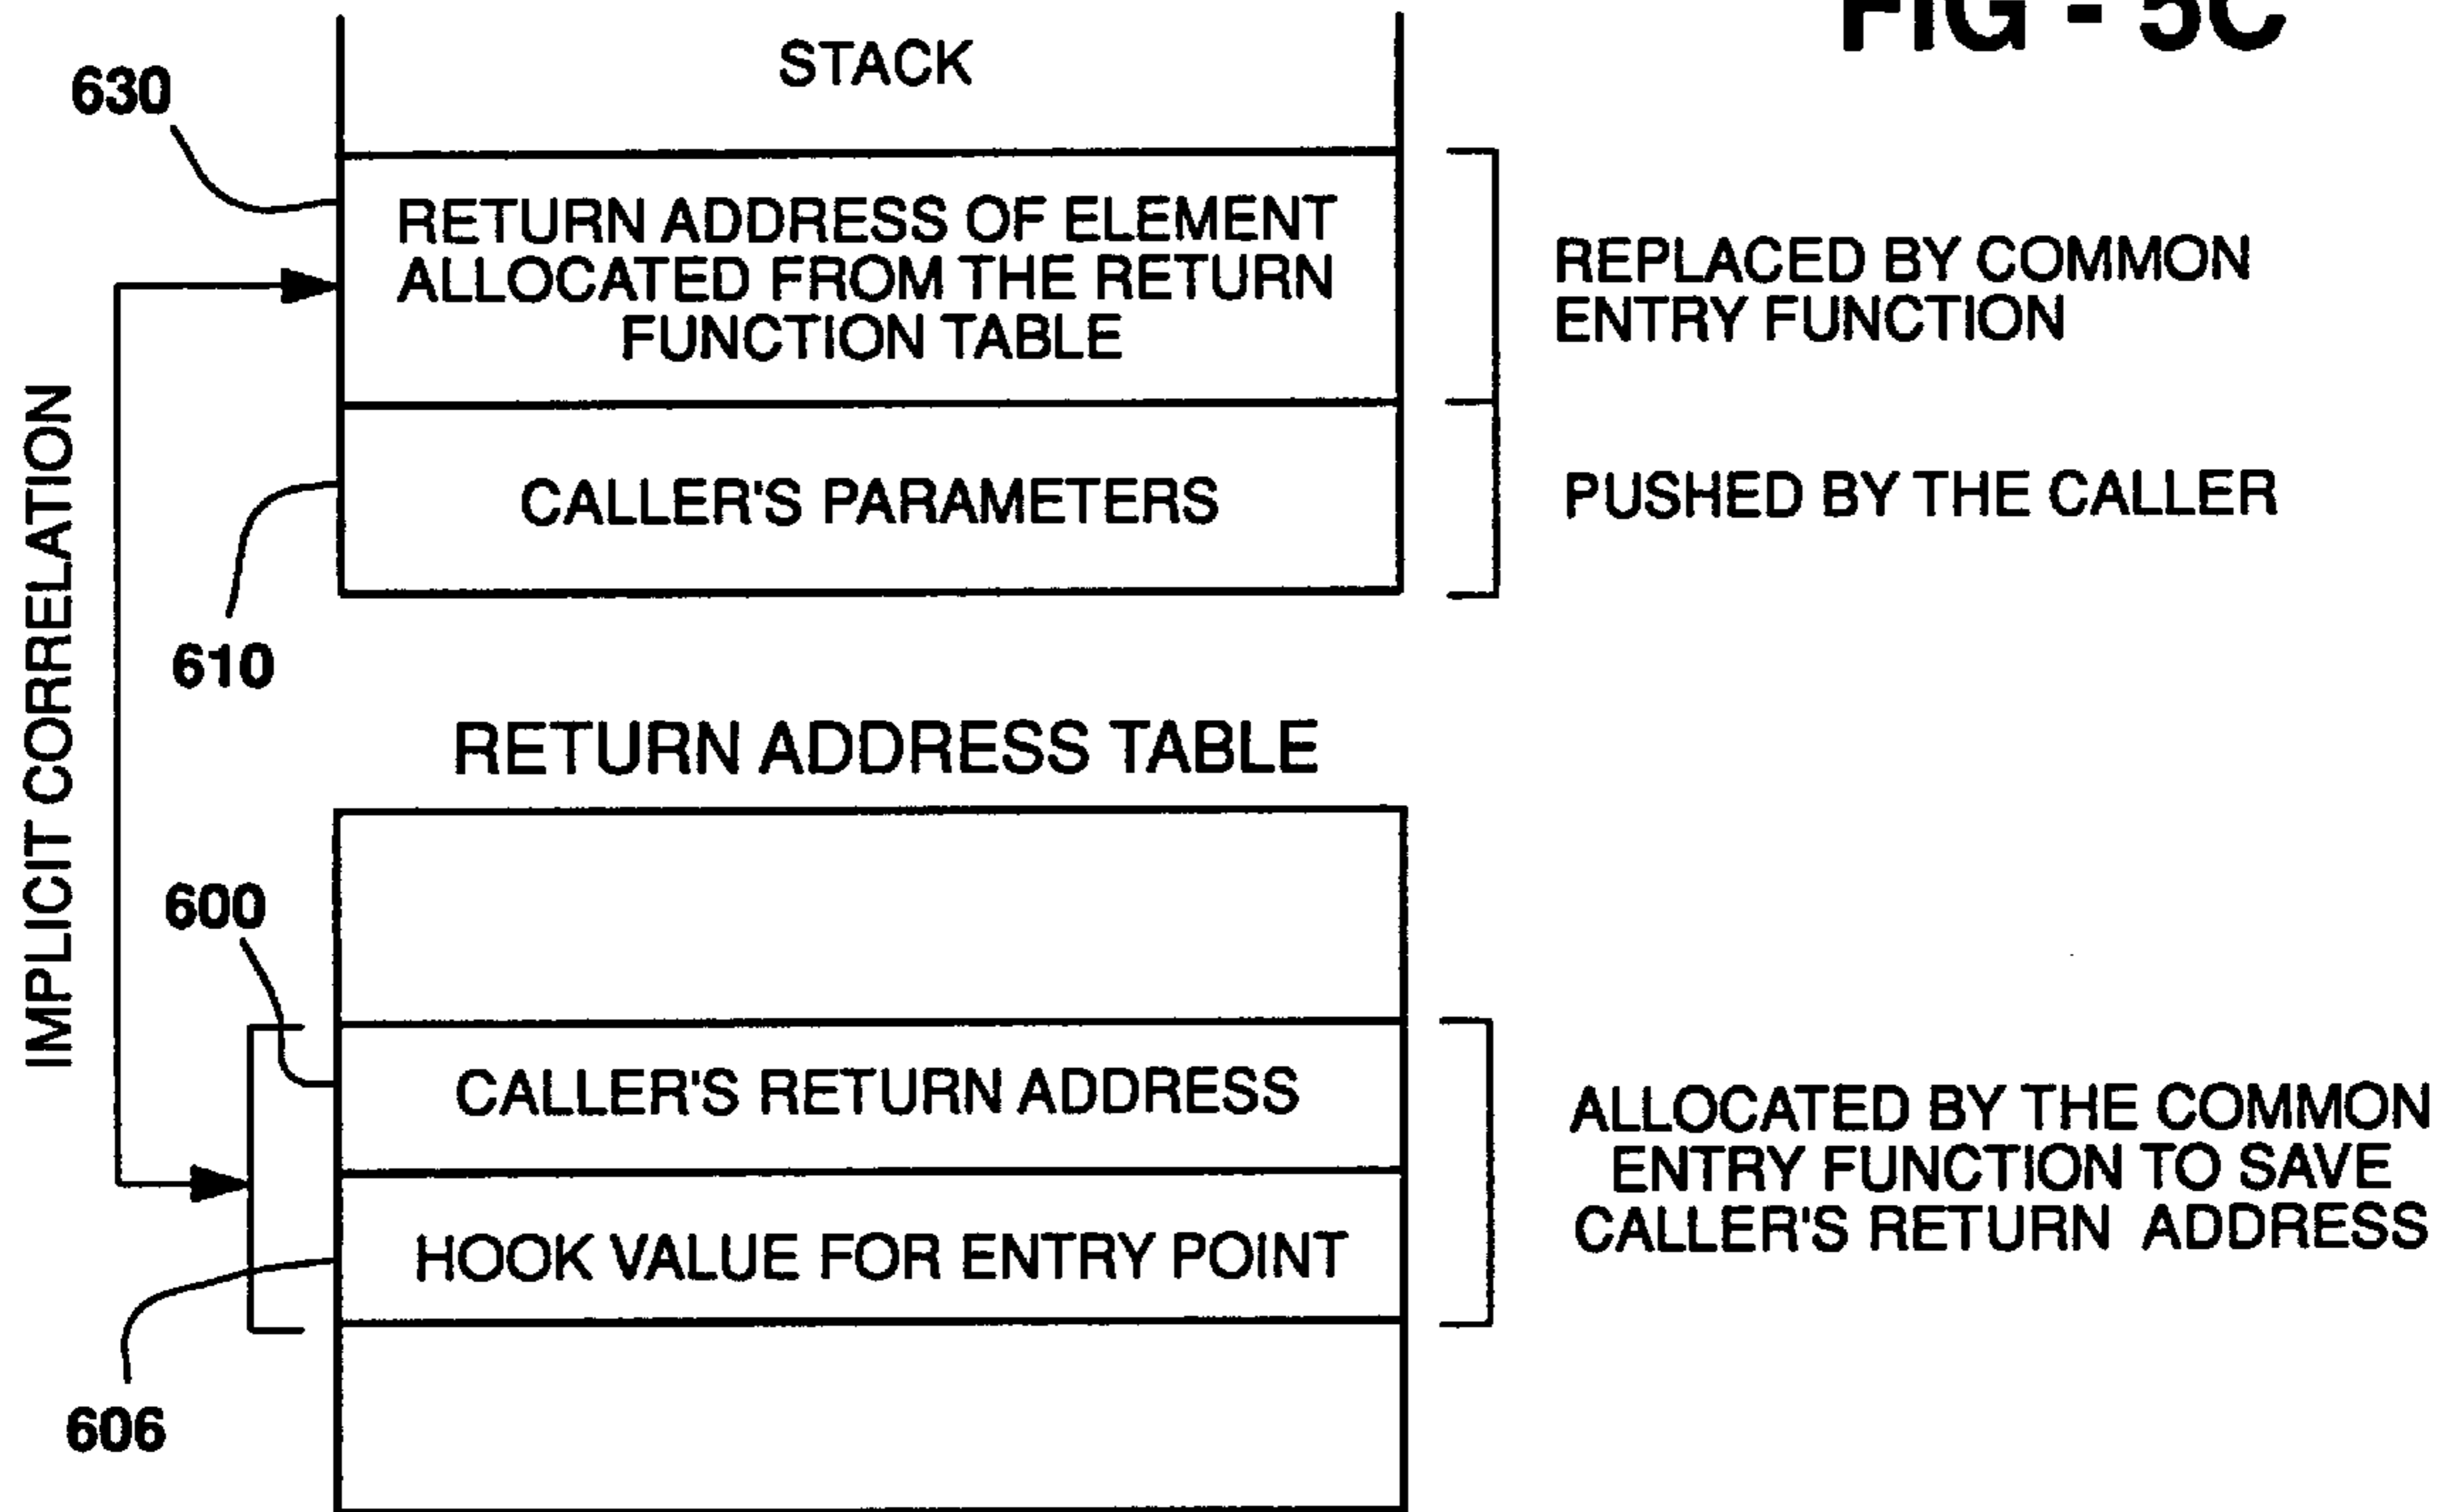 FIG - 5C
STACK
630
RETURN ADDRESS OF ELEMENT
ALLOCATED FROM THE RETURN
FUNCTION TABLE
REPLACED BY COMMON
ENTRY FUNCTION
CALLER'S PARAMETERS
PUSHED BY THE CALLER
610
IMPLICIT CORRELATION
RETURN ADDRESS TABLE
600
CALLER'S RETURN ADDRESS
HOOK VALUE FOR ENTRY POINT
ALLOCATED BY THE COMMON
ENTRY FUNCTION TO SAVE
CALLER'S RETURN ADDRESS
606